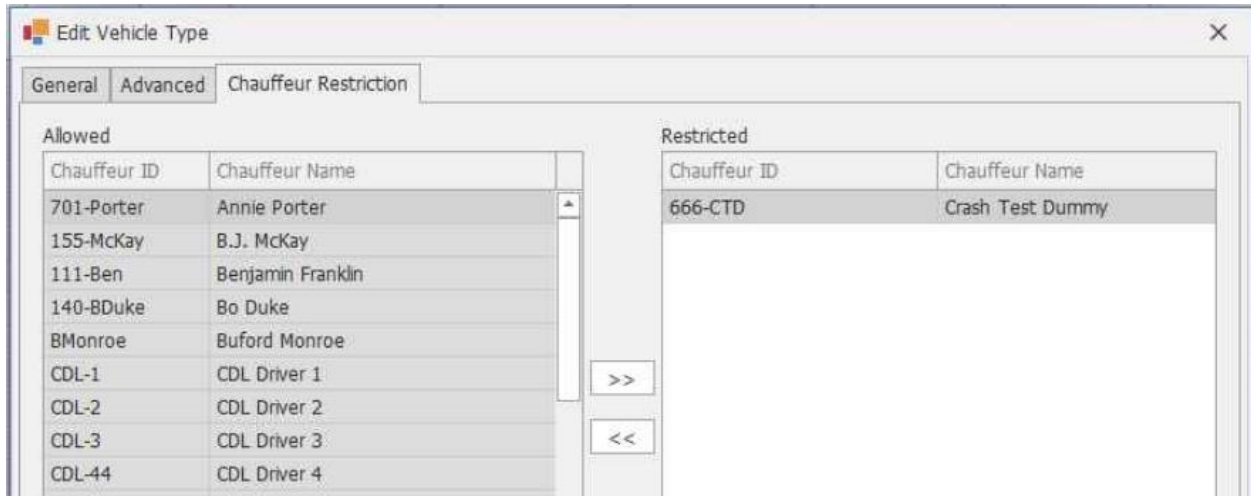 Edit Vehicle Type
General Advanced Chauffeur Restriction
Allowed
Chauffeur ID Chauffeur Name
701-Porter Annie Porter
155-McKay B.J. McKay
111-Ben Benjamin Franklin
140-BDuke Bo Duke
BMonroe Buford Monroe
CDL-1 CDL Driver 1
CDL-2 CDL Driver 2
CDL-3 CDL Driver 3
CDL-44 CDL Driver 4
>>
<<
Restricted
Chauffeur ID Chauffeur Name
666-CTD Crash Test Dummy